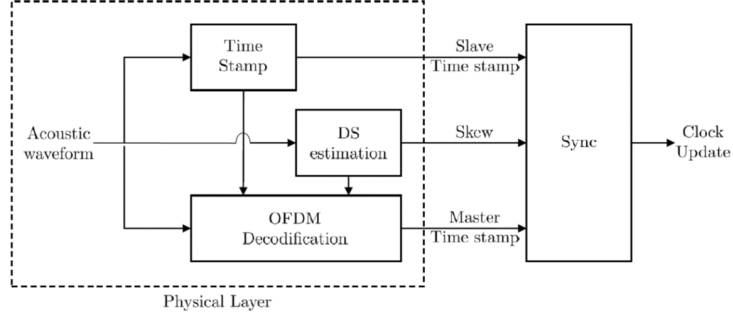 Time
Stamp
Slave
Time stamp
Acoustic
waveform
DS
estimation
Skew
Sync
Clock
Update
OFDM
Decodification
Master
Time stamp
Physical Layer